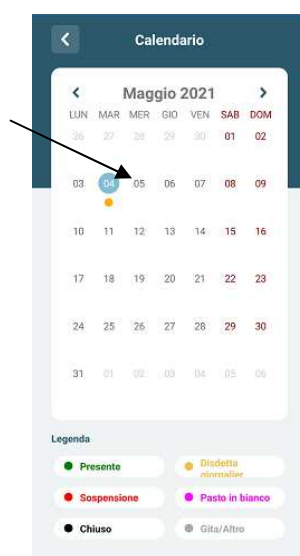 Calendario
Maggio 2021
LUN MAR MER GIO VEN SAB DOM
26 27 28 29 30 01 02
03 04 05 06 07 08 09
10 11 12 13 14 15 16
17 18 19 20 21 22 23
24 25 26 27 28 29 30
31 01 02 03 04 05 06
Legenda
Presente
Disdetta
giornalier
Sospensione
Pasto in bianco
Chiuso
Gita/Altro